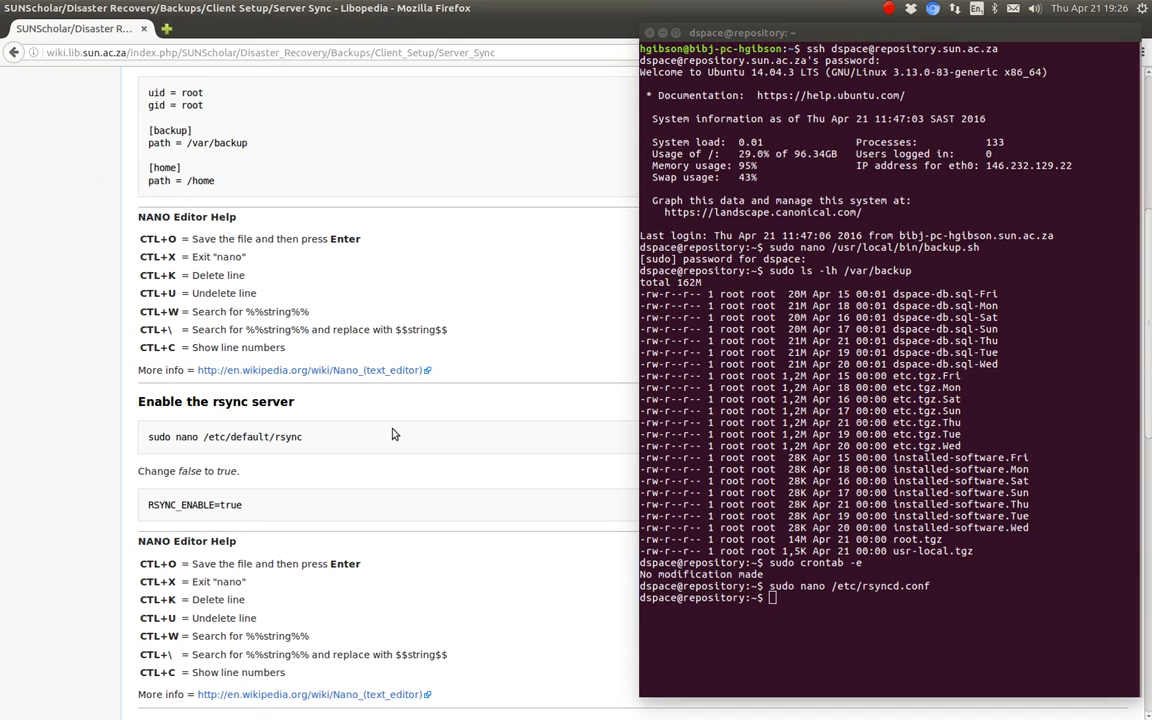 SUNScholar/Disaster Recovery/Backups/Client Setup/Server Sync - Libopedia - Mozilla Firefox
Thu Apr 21 19:26
SUNScholar/Disaster R...
wiki.lib.sun.ac.za/index.php/SUNScholar/Disaster_Recovery/Backups/Client_Setup/Server_Sync
uid = root
gid = root
[backup]
path = /var/backup
[home]
path = /home
NANO Editor Help
CTL+O = Save the file and then press Enter
CTL+X = Exit "nano"
CTL+K = Delete line
CTL+U = Undelete line
CTL+W = Search for %%string%%
CTL+\ = Search for %%string%% and replace with $$string$$
CTL+C = Show line numbers
More info = http://en.wikipedia.org/wiki/Nano_(text_editor)
Enable the rsync server
sudo nano /etc/default/rsync
Change false to true.
RSYNC_ENABLE=true
NANO Editor Help
CTL+O = Save the file and then press Enter
CTL+X = Exit "nano"
CTL+K = Delete line
CTL+U = Undelete line
CTL+W = Search for %%string%%
CTL+\ = Search for %%string%% and replace with $$string$$
CTL+C = Show line numbers
More info = http://en.wikipedia.org/wiki/Nano_(text_editor)
dspace@repository: ~
hgibson@bibj-pc-hgibson:~$ ssh dspace@repository.sun.ac.za
dspace@repository.sun.ac.za's password:
Welcome to Ubuntu 14.04.3 LTS (GNU/Linux 3.13.0-83-generic x86_64)
* Documentation:  https://help.ubuntu.com/
System information as of Thu Apr 21 11:47:03 SAST 2016
System load:  0.01  Processes:  133
Usage of /:  29.0% of 96.34GB  Users logged in:  0
Memory usage: 95%  IP address for eth0: 146.232.129.22
Swap usage:  43%
Graph this data and manage this system at:
https://landscape.canonical.com/
Last login: Thu Apr 21 11:47:06 2016 from bibj-pc-hgibson.sun.ac.za
dspace@repository:~$ sudo nano /usr/local/bin/backup.sh
[sudo] password for dspace:
dspace@repository:~$ sudo ls -lh /var/backup
total 162M
-rw-r--r-- 1 root root  20M Apr 15 00:01 dspace-db.sql-Fri
-rw-r--r-- 1 root root  21M Apr 18 00:01 dspace-db.sql-Mon
-rw-r--r-- 1 root root  20M Apr 16 00:01 dspace-db.sql-Sat
-rw-r--r-- 1 root root  20M Apr 17 00:01 dspace-db.sql-Sun
-rw-r--r-- 1 root root  21M Apr 21 00:01 dspace-db.sql-Thu
-rw-r--r-- 1 root root  21M Apr 19 00:01 dspace-db.sql-Tue
-rw-r--r-- 1 root root  21M Apr 20 00:01 dspace-db.sql-Wed
-rw-r--r-- 1 root root 1,2M Apr 15 00:00 etc.tgz.Fri
-rw-r--r-- 1 root root 1,2M Apr 18 00:00 etc.tgz.Mon
-rw-r--r-- 1 root root 1,2M Apr 16 00:00 etc.tgz.Sat
-rw-r--r-- 1 root root 1,2M Apr 17 00:00 etc.tgz.Sun
-rw-r--r-- 1 root root 1,2M Apr 21 00:00 etc.tgz.Thu
-rw-r--r-- 1 root root 1,2M Apr 19 00:00 etc.tgz.Tue
-rw-r--r-- 1 root root 1,2M Apr 20 00:00 etc.tgz.Wed
-rw-r--r-- 1 root root  28K Apr 15 00:00 installed-software.Fri
-rw-r--r-- 1 root root  28K Apr 18 00:00 installed-software.Mon
-rw-r--r-- 1 root root  28K Apr 16 00:00 installed-software.Sat
-rw-r--r-- 1 root root  28K Apr 17 00:00 installed-software.Sun
-rw-r--r-- 1 root root  28K Apr 21 00:00 installed-software.Thu
-rw-r--r-- 1 root root  28K Apr 19 00:00 installed-software.Tue
-rw-r--r-- 1 root root  28K Apr 20 00:00 installed-software.Wed
-rw-r--r-- 1 root root  14M Apr 21 00:00 root.tgz
-rw-r--r-- 1 root root 1,5K Apr 21 00:00 usr-local.tgz
dspace@repository:~$ sudo crontab -e
No modification made
dspace@repository:~$ sudo nano /etc/rsyncd.conf
dspace@repository:~$